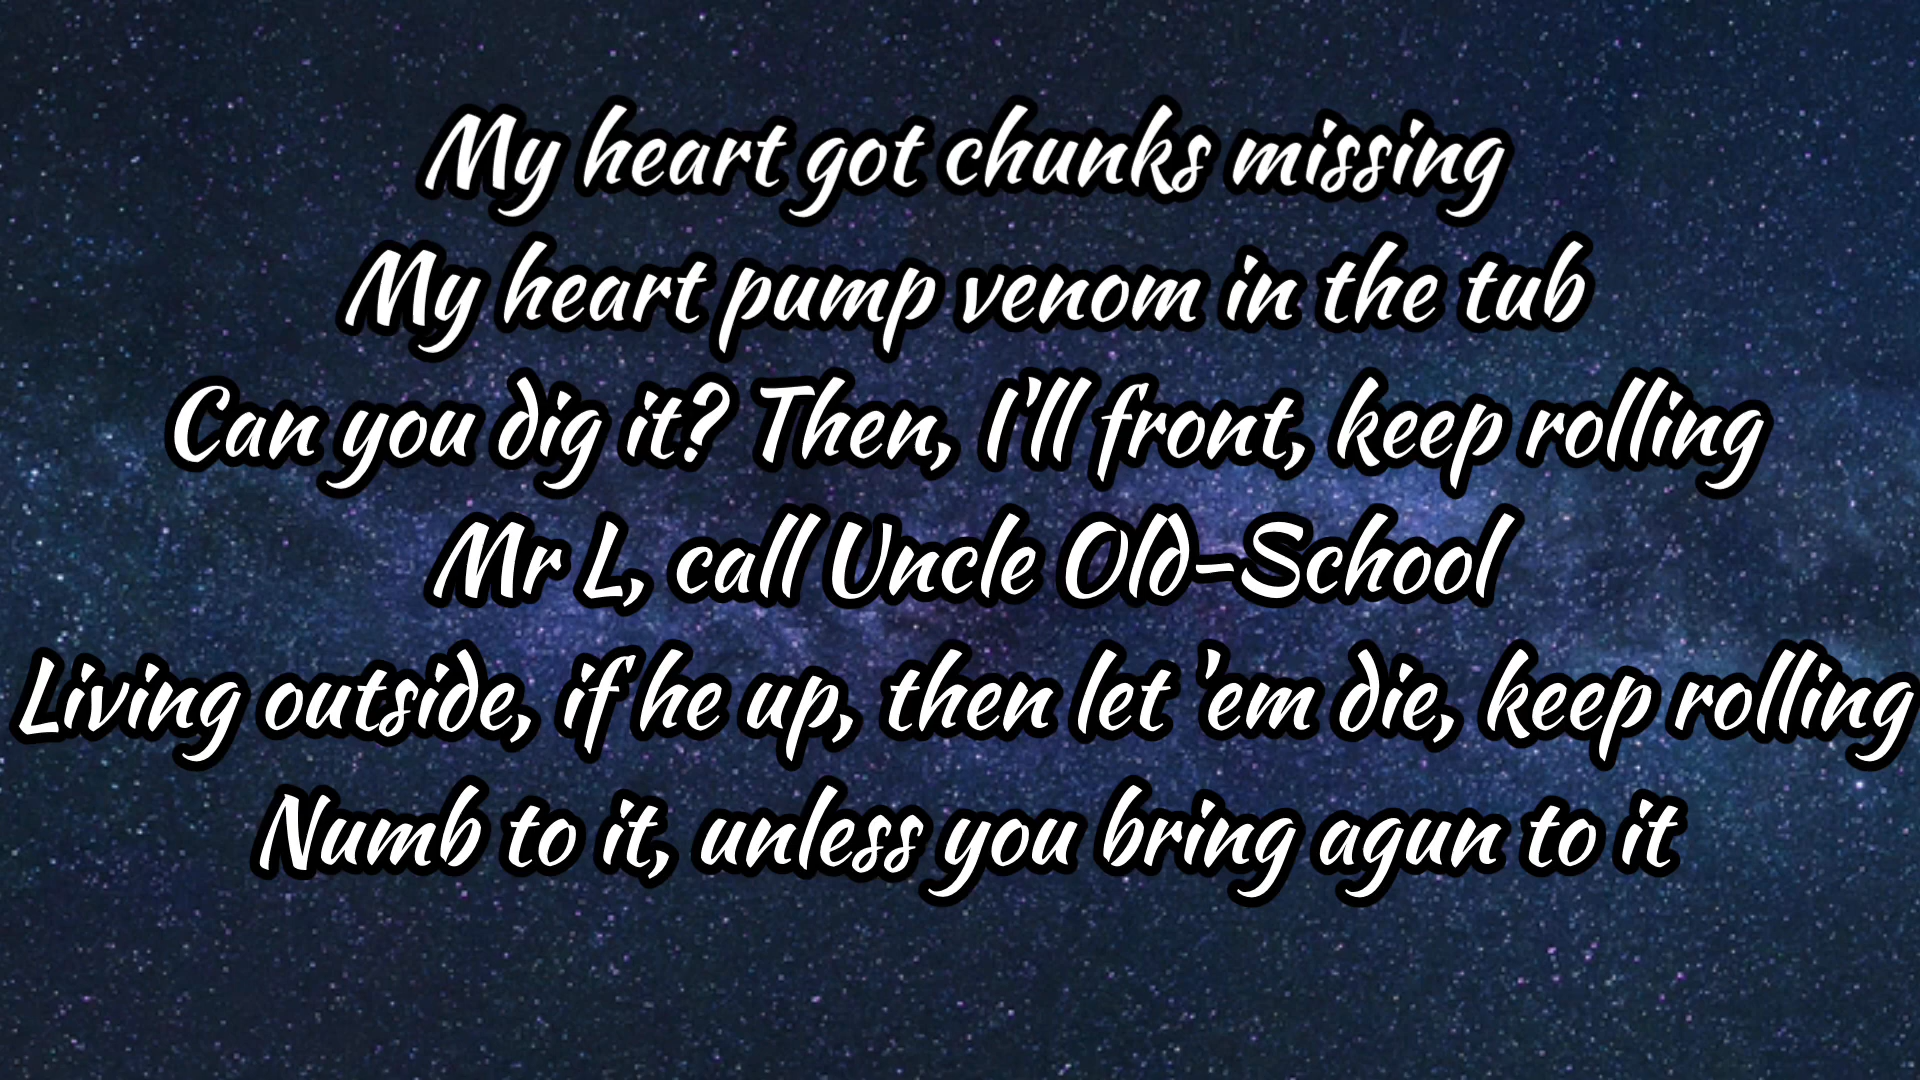 My heart got chunks missing
My heart pump venom in the tub
Can you dig it? Then, I'll front, keep rolling
Mr L, call Uncle Old-School
Living outside, if he up, then let 'em die, keep rolling
Numb to it, unless you bring agun to it